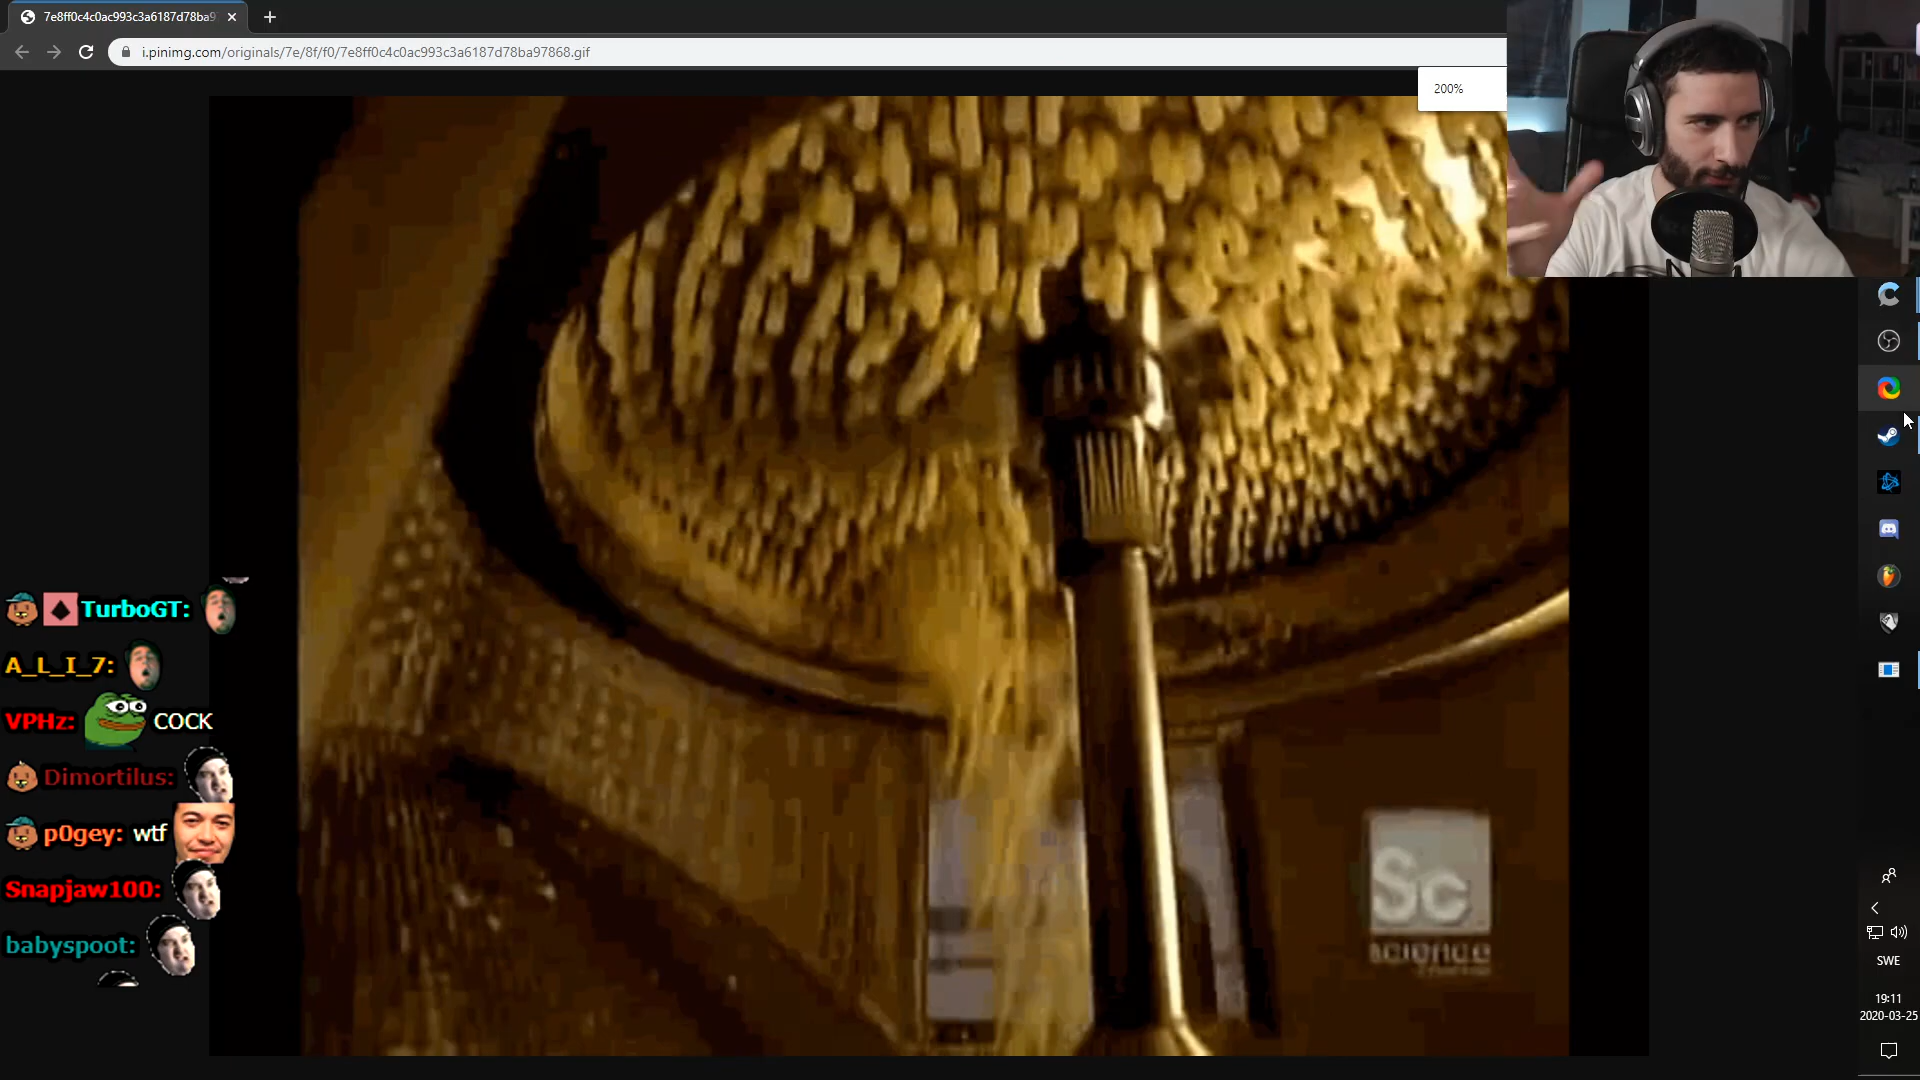 7e8ff0c4c0ac993c3a6187d78ba9
i.pinimg.com/originals/7e/8f/f0/7e8ff0c4c0ac993c3a6187d78ba97868.gif
200%
TurboGT:
A_L_I_7:
VPHz: COCK
Dimortilus:
p0gey: wtf
Snapjaw100:
babyspoot:
Sc
science
SWE
19:11
2020-03-25